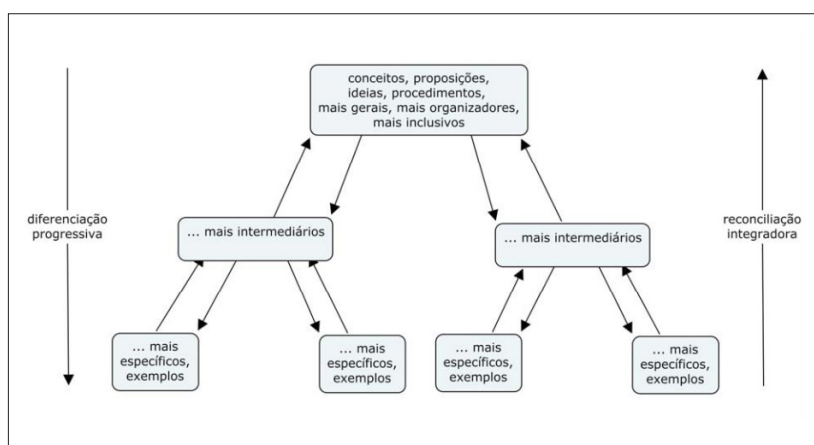 conceitos, proposições,
ideias, procedimentos,
mais gerais, mais organizadores,
mais inclusivos
diferenciação
progressiva
... mais intermediários
... mais intermediários
reconciliação
integradora
... mais
específicos,
exemplos
... mais
específicos,
exemplos
... mais
específicos,
exemplos
... mais
específicos,
exemplos